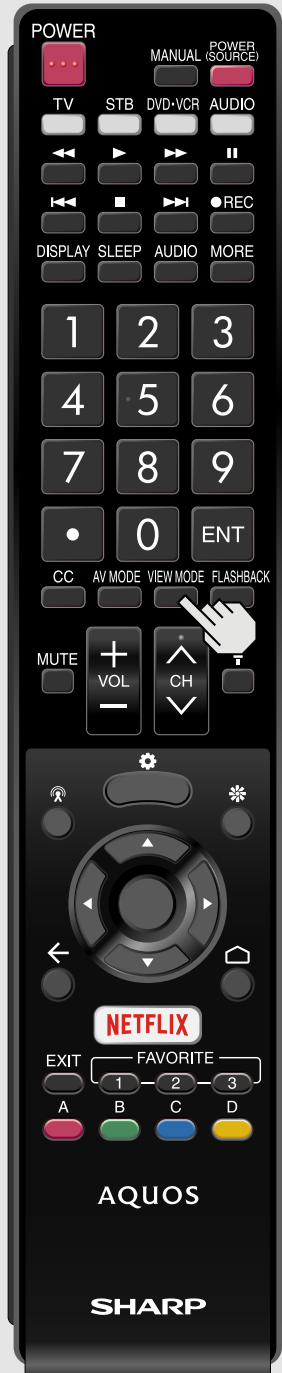 POWER
MANUAL POWER (SOURCE)
TV STB DVD•VCR AUDIO
●REC
DISPLAY SLEEP AUDIO MORE
1 2 3
4 5 6
7 8 9
• 0 ENT
CC AV MODE VIEW MODE FLASHBACK
MUTE + VOL − CH
NETFLIX
EXIT FAVORITE
1 2 3
A B C D
AQUOS
SHARP